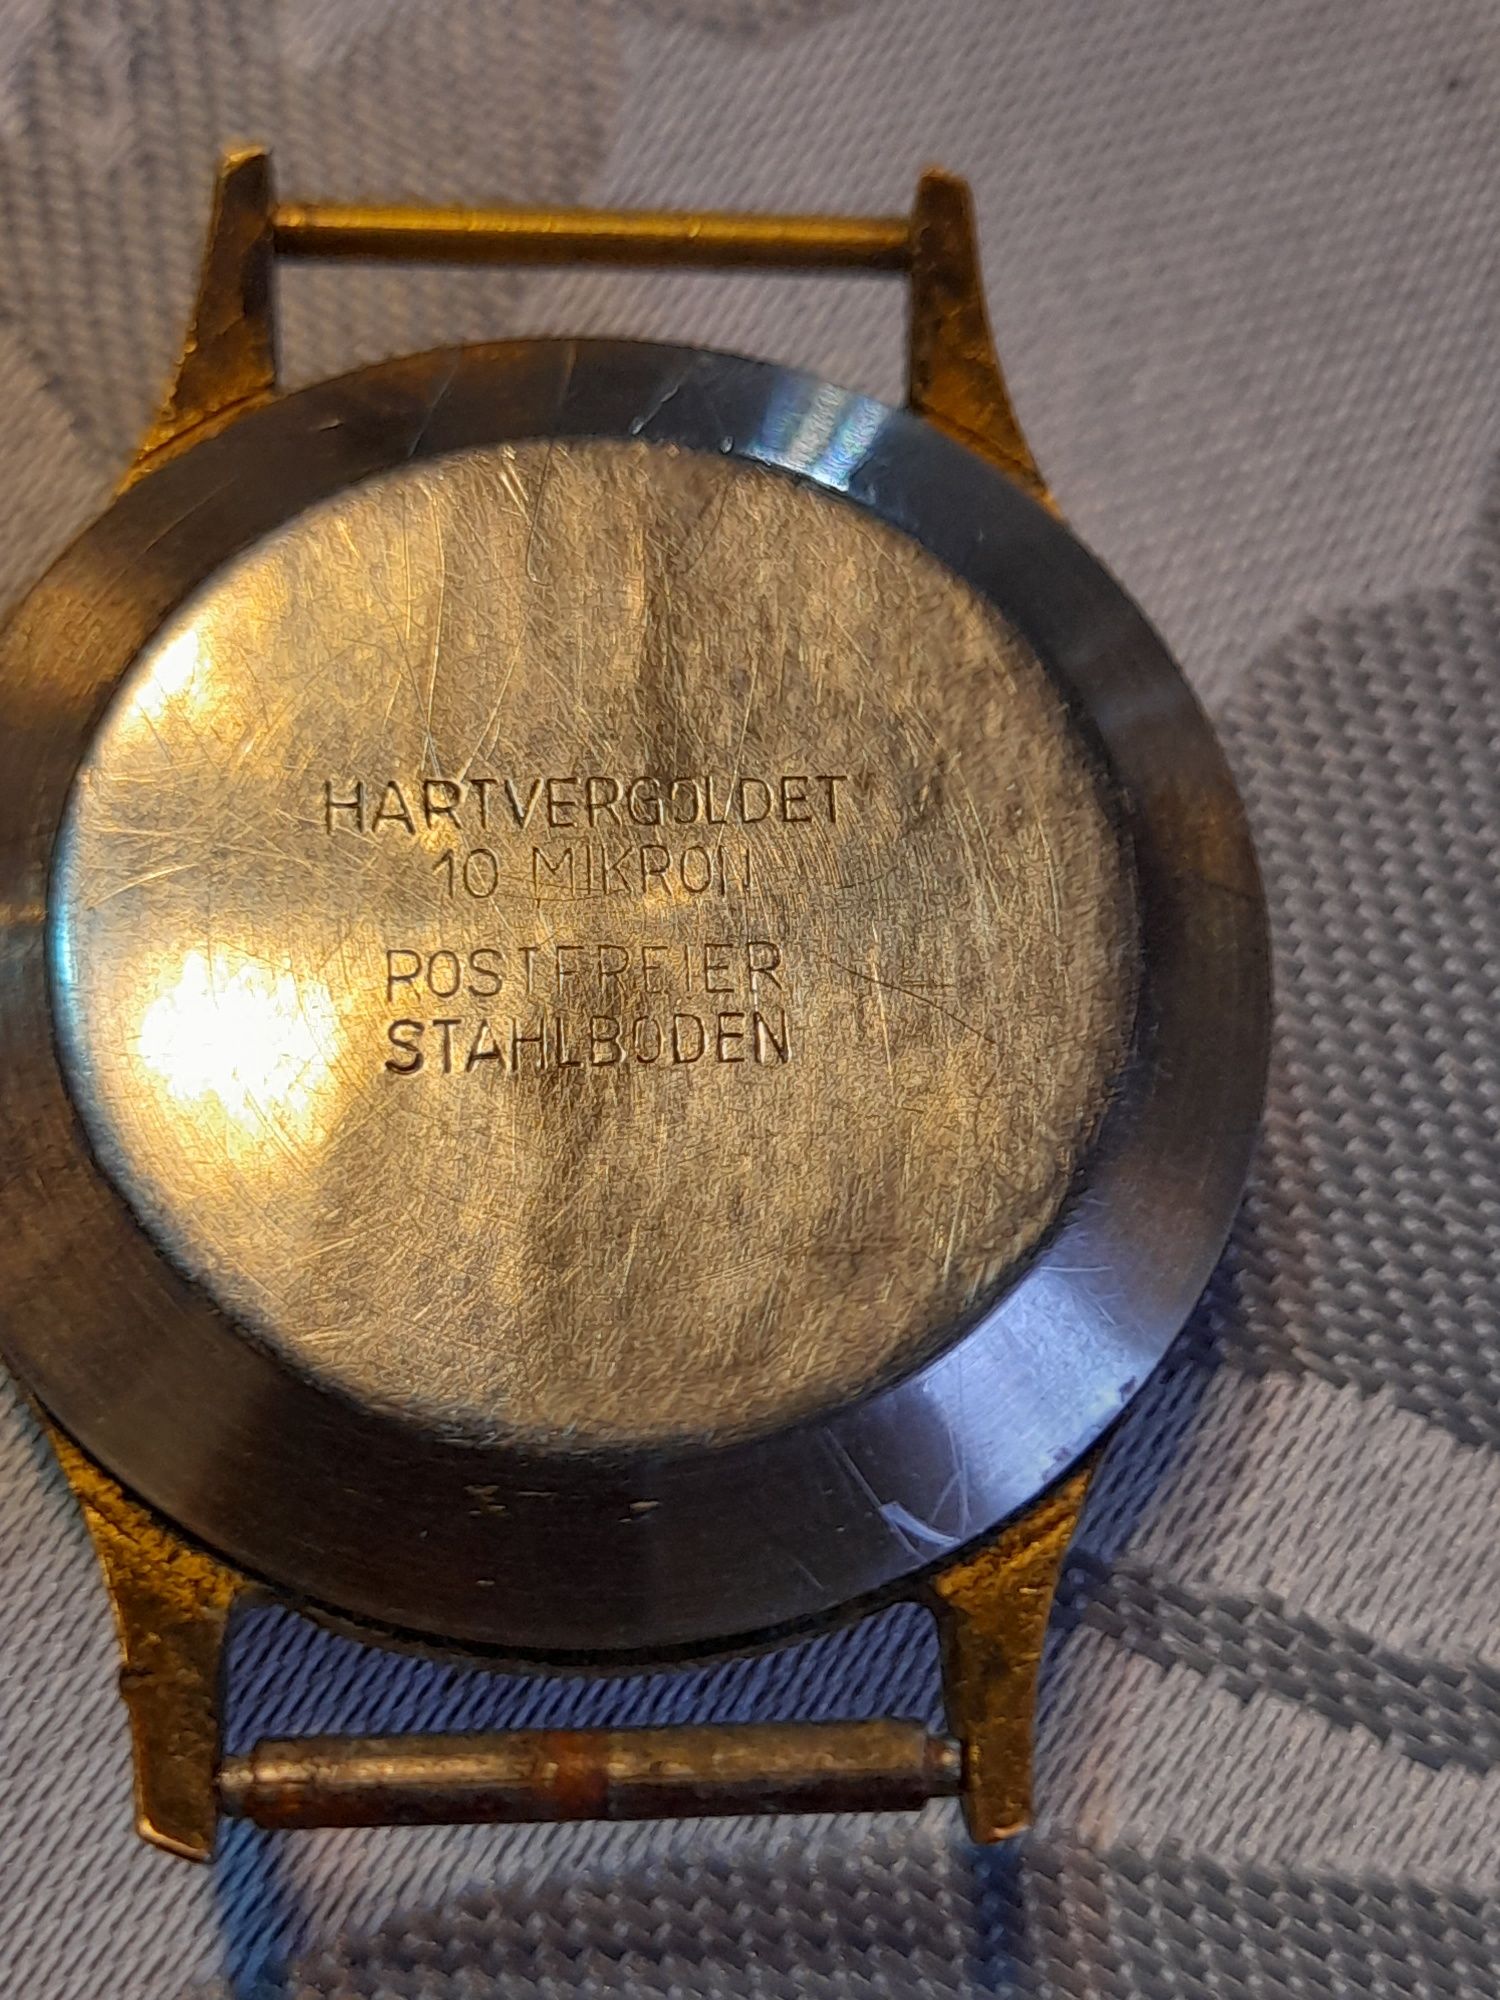 HARTVERGOLDET
10 MIKRON
ROSTFREIER
STAHLBODEN